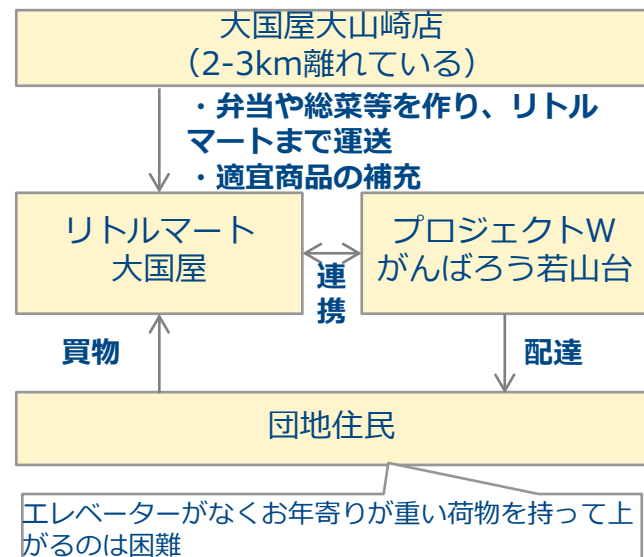 大国屋大山崎店
（2-3km離れている）
・弁当や総菜等を作り、リトル
マートまで運送
・適宜商品の補充
リトルマート
大国屋
プロジェクトW
がんばろう若山台
連
携
買物
配達
団地住民
エレベーターがなくお年寄りが重い荷物を持って上
がるのは困難